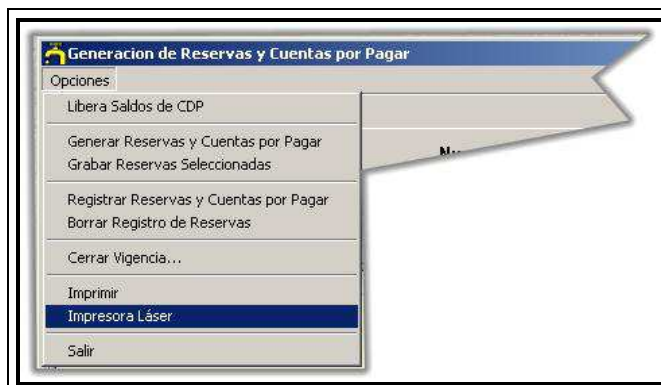 Generacion de Reservas y Cuentas por Pagar
Opciones
Libera Saldos de CDP
Generar Reservas y Cuentas por Pagar
Grabar Reservas Seleccionadas
Registrar Reservas y Cuentas por Pagar
Borrar Registro de Reservas
Cerrar Vigencia...
Imprimir
Impresora Láser
Salir